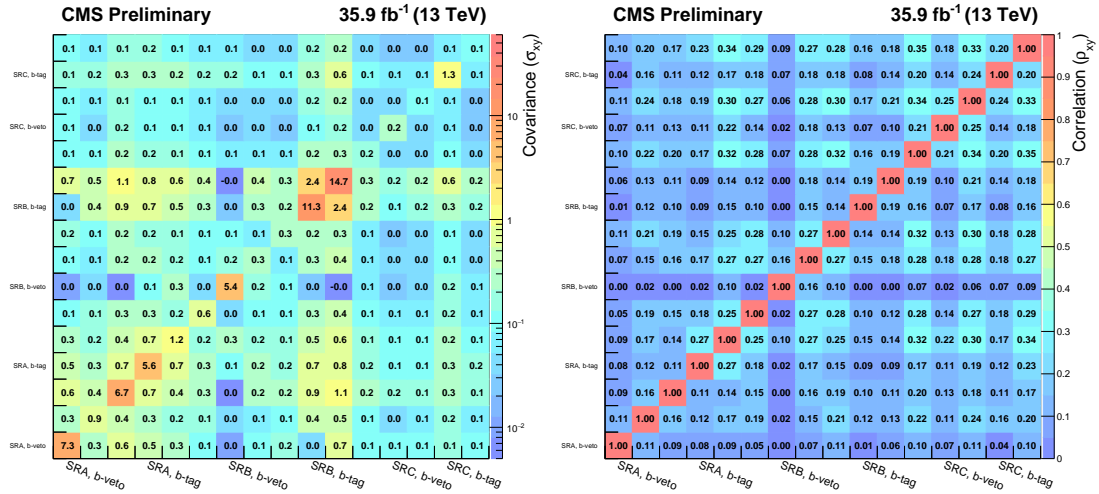 CMS Preliminary 35.9 fb⁻¹ (13 TeV)
0.1 0.1 0.1 0.2 0.1 0.1 0.0 0.1 0.1 0.2 0.2 0.0 0.0 0.0 0.1 0.1
SRC, b-tag 0.1 0.2 0.3 0.3 0.2 0.2 0.2 0.1 0.1 0.3 0.6 0.1 0.0 0.1 1.3 0.1
0.1 0.1 0.1 0.2 0.1 0.1 0.0 0.0 0.0 0.2 0.2 0.0 0.0 0.1 0.1 0.0
SRC, b-veto 0.1 0.0 0.2 0.1 0.1 0.0 0.0 0.0 0.0 0.1 0.2 0.0 0.2 0.0 0.0 0.0
0.1 0.1 0.2 0.2 0.1 0.1 0.1 0.1 0.1 0.2 0.3 0.2 0.0 0.0 0.1 0.0
0.7 0.5 1.1 0.8 0.6 0.4 -0.0 0.4 0.3 2.4 14.7 0.3 0.2 0.2 0.6 0.2
SRB, b-tag 0.0 0.4 0.9 0.7 0.5 0.3 0.0 0.3 0.2 11.3 2.4 0.2 0.1 0.2 0.3 0.2
0.2 0.1 0.2 0.2 0.1 0.1 0.1 0.1 0.3 0.2 0.3 0.1 0.0 0.0 0.1 0.1
0.1 0.1 0.2 0.2 0.2 0.1 0.2 0.3 0.1 0.3 0.4 0.1 0.0 0.0 0.1 0.1
SRB, b-veto 0.0 0.0 0.0 0.1 0.3 0.0 5.4 0.2 0.1 0.0 -0.0 0.1 0.0 0.0 0.2 0.0
0.1 0.1 0.3 0.3 0.2 0.6 0.0 0.1 0.1 0.3 0.4 0.1 0.0 0.1 0.2 0.1
0.3 0.2 0.4 0.7 1.2 0.2 0.3 0.2 0.1 0.5 0.6 0.1 0.1 0.1 0.2 0.1
SRA, b-tag 0.5 0.3 0.7 5.6 0.7 0.3 0.1 0.2 0.2 0.7 0.8 0.2 0.1 0.2 0.3 0.2
0.6 0.4 6.7 0.7 0.4 0.3 0.0 0.2 0.2 0.9 1.1 0.2 0.2 0.1 0.3 0.1
0.3 0.9 0.4 0.3 0.2 0.1 0.0 0.1 0.1 0.4 0.5 0.1 0.0 0.1 0.2 0.1
SRA, b-veto 7.3 0.3 0.6 0.5 0.3 0.1 0.0 0.1 0.2 0.0 0.7 0.1 0.1 0.1 0.1 0.1
SRA, b-veto SRA, b-tag SRB, b-veto SRB, b-tag SRC, b-veto SRC, b-tag
10
1
10⁻¹
10⁻²
Covariance (σxy)
CMS Preliminary 35.9 fb⁻¹ (13 TeV)
0.10 0.20 0.17 0.23 0.34 0.29 0.09 0.27 0.28 0.16 0.18 0.35 0.18 0.33 0.20 1.00
SRC, b-tag 0.04 0.16 0.11 0.12 0.17 0.18 0.07 0.18 0.18 0.08 0.14 0.20 0.14 0.24 1.00 0.20
0.11 0.24 0.18 0.19 0.30 0.27 0.06 0.28 0.30 0.17 0.21 0.34 0.25 1.00 0.24 0.33
SRC, b-veto 0.07 0.11 0.13 0.11 0.22 0.14 0.02 0.18 0.13 0.07 0.10 0.21 1.00 0.25 0.14 0.18
0.10 0.22 0.20 0.17 0.32 0.28 0.07 0.28 0.32 0.16 0.19 1.00 0.21 0.34 0.20 0.35
0.06 0.13 0.11 0.09 0.14 0.12 0.00 0.18 0.14 0.19 1.00 0.19 0.10 0.21 0.14 0.18
SRB, b-tag 0.01 0.12 0.10 0.09 0.14 0.12 0.00 0.15 0.14 1.00 0.19 0.16 0.07 0.17 0.08 0.16
0.11 0.21 0.19 0.15 0.25 0.28 0.10 0.27 1.00 0.14 0.14 0.32 0.13 0.30 0.18 0.28
0.07 0.15 0.16 0.17 0.27 0.27 0.16 1.00 0.27 0.15 0.18 0.28 0.18 0.28 0.18 0.27
SRB, b-veto 0.00 0.02 0.00 0.02 0.10 0.02 1.00 0.16 0.10 0.00 0.00 0.07 0.02 0.06 0.07 0.09
0.05 0.19 0.15 0.18 0.25 1.00 0.02 0.27 0.28 0.12 0.12 0.28 0.14 0.27 0.18 0.29
0.09 0.17 0.14 0.27 1.00 0.25 0.10 0.27 0.25 0.14 0.14 0.32 0.22 0.30 0.17 0.34
SRA, b-tag 0.08 0.12 0.11 1.00 0.27 0.18 0.02 0.17 0.15 0.09 0.09 0.17 0.11 0.19 0.12 0.23
0.09 0.16 1.00 0.11 0.14 0.15 0.00 0.16 0.19 0.10 0.11 0.20 0.13 0.18 0.11 0.17
0.11 1.00 0.16 0.12 0.17 0.19 0.02 0.15 0.21 0.12 0.13 0.22 0.11 0.24 0.16 0.20
SRA, b-veto 1.00 0.11 0.09 0.08 0.09 0.05 0.00 0.07 0.11 0.01 0.06 0.10 0.07 0.11 0.04 0.10
SRA, b-veto SRA, b-tag SRB, b-veto SRB, b-tag SRC, b-veto SRC, b-tag
1
0.9
0.8
0.7
0.6
0.5
0.4
0.3
0.2
0.1
0
Correlation (ρxy)